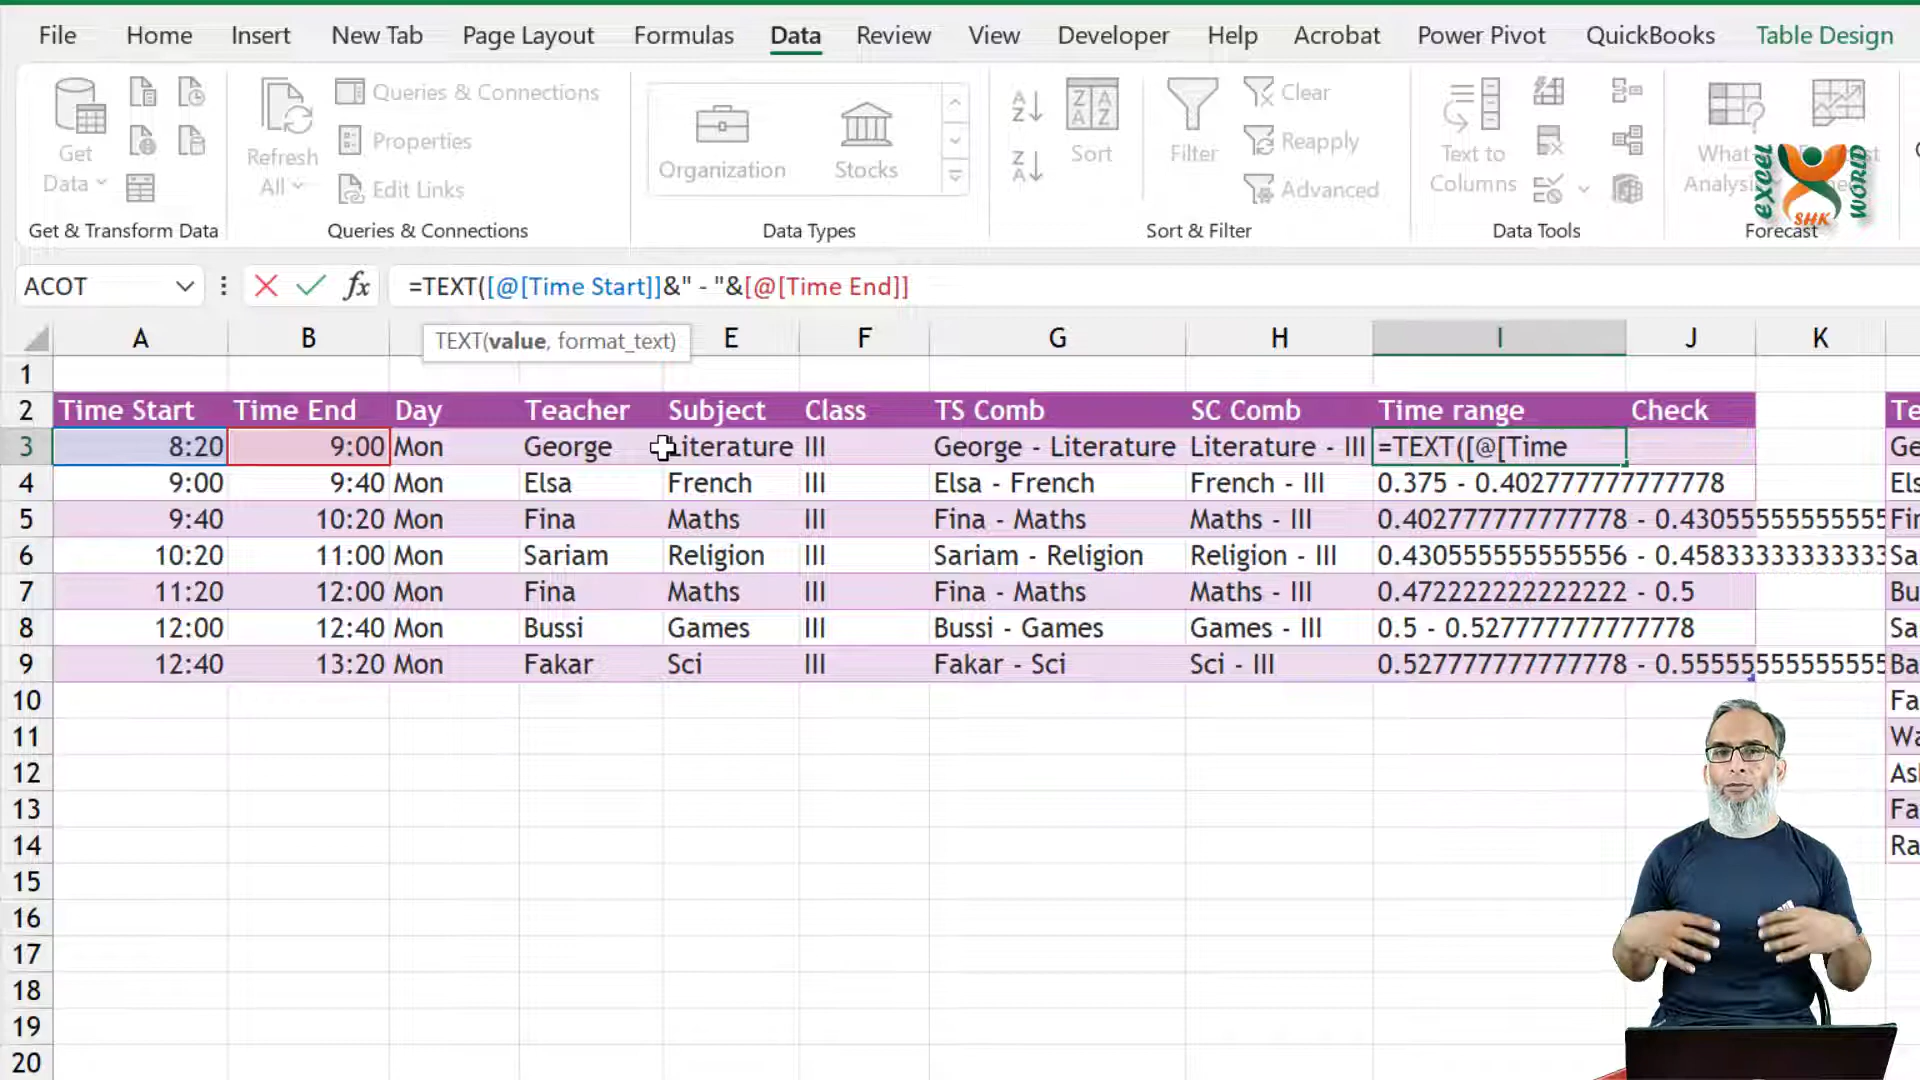 File Home Insert New Tab Page Layout Formulas Data Review View Developer Help Acrobat Power Pivot QuickBooks Table Design
Queries & Connections Clear
Properties Reapply
Get Data Refresh All Edit Links Organization Stocks Sort Filter Advanced Text to Columns What Analysis
EXCEL WORLD
SHK
Get & Transform Data Queries & Connections Data Types Sort & Filter Data Tools Forecast
ACOT fx =TEXT([@[Time Start]]&" - "&[@[Time End]]
TEXT(value, format_text)
A B E F G H I J K
1
2 Time Start Time End Day Teacher Subject Class TS Comb SC Comb Time range Check Te
3 8:20 9:00 Mon George Literature III George - Literature Literature - III =TEXT([@[Time Ge
4 9:00 9:40 Mon Elsa French III Elsa - French French - III 0.375 - 0.402777777777778 Els
5 9:40 10:20 Mon Fina Maths III Fina - Maths Maths - III 0.402777777777778 - 0.430555555555555 Fin
6 10:20 11:00 Mon Sariam Religion III Sariam - Religion Religion - III 0.430555555555556 - 0.458333333333333 Sa
7 11:20 12:00 Mon Fina Maths III Fina - Maths Maths - III 0.472222222222222 - 0.5 Bu
8 12:00 12:40 Mon Bussi Games III Bussi - Games Games - III 0.5 - 0.527777777777778 Sa
9 12:40 13:20 Mon Fakar Sci III Fakar - Sci Sci - III 0.527777777777778 - 0.555555555555555 Ba
10 Fa
11 Wa
12 Asl
13 Fa
14 Ra
15
16
17
18
19
20